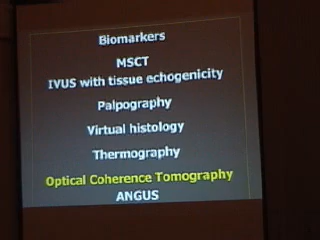 Biomarkers
MSCT
IVUS with tissue echogenicity
Palpography
Virtual histology
Thermography
Optical Coherence Tomography
ANGUS